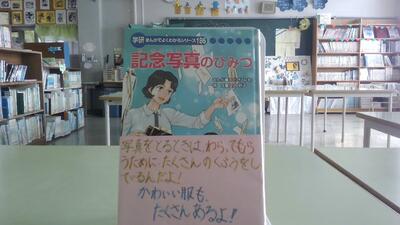 学研
まんがでよくわかるシリーズ 186
記念写真のひみつ
写真をとるときは、わらってもら
うために、たくさんのくふうをし
ているんだよ!
かわいい服も、
たくさんあるよ!